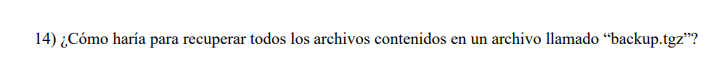 14) ¿Cómo haría para recuperar todos los archivos contenidos en un archivo llamado “backup.tgz”?